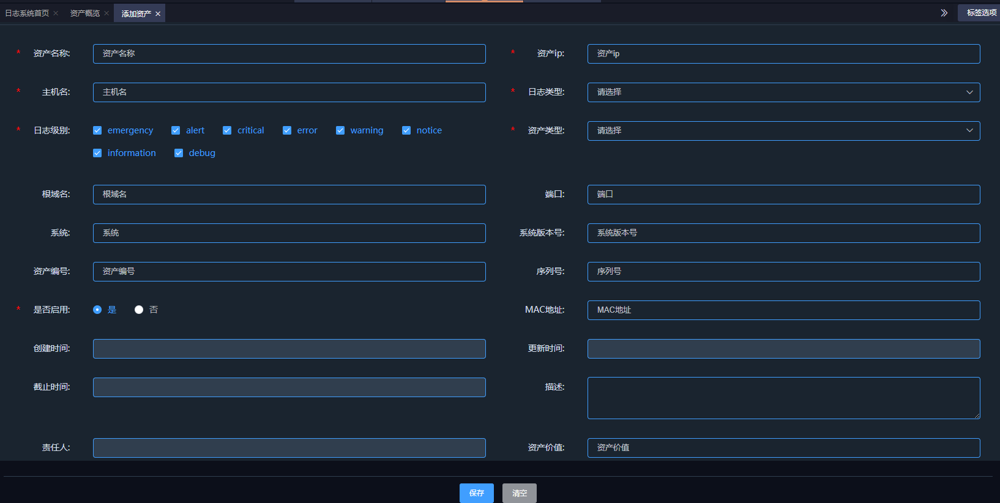 日志系统首页 资产概览 添加资产 标签选项
* 资产名称: 资产名称 * 资产ip: 资产ip
* 主机名: 主机名 * 日志类型: 请选择
* 日志级别: emergency alert critical error warning notice * 资产类型: 请选择
information debug
根域名: 根域名 端口: 端口
系统: 系统 系统版本号: 系统版本号
资产编号: 资产编号 序列号: 序列号
* 是否启用: 是 否 MAC地址: MAC地址
创建时间: 更新时间:
截止时间: 描述:
责任人: 资产价值: 资产价值
保存 清空